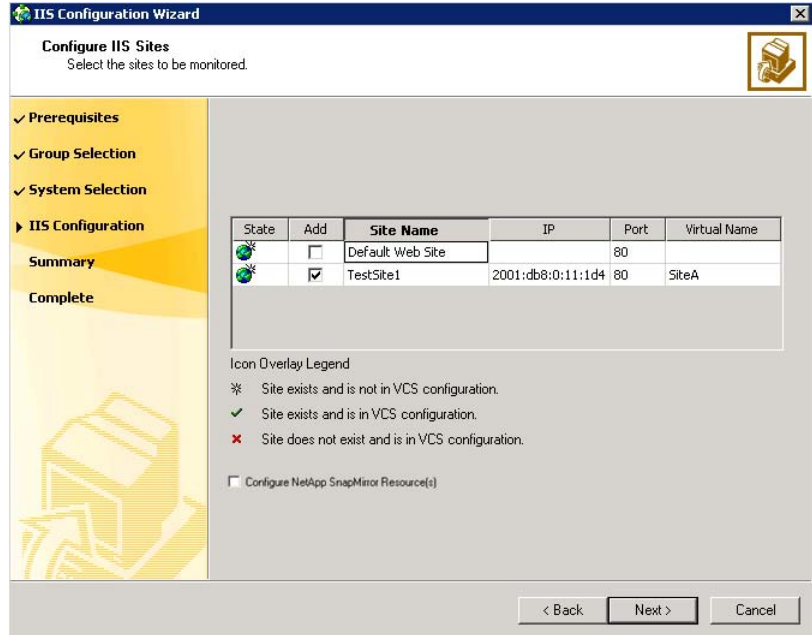 IIS Configuration Wizard
Configure IIS Sites
Select the sites to be monitored.
Prerequisites
Group Selection
System Selection
IIS Configuration
Summary
Complete
State Add Site Name IP Port Virtual Name
Default Web Site 80
TestSite1 2001:db8:0:11:1d4 80 SiteA
Icon Overlay Legend
Site exists and is not in VCS configuration.
Site exists and is in VCS configuration.
Site does not exist and is in VCS configuration.
Configure NetApp SnapMirror Resource(s)
< Back Next > Cancel